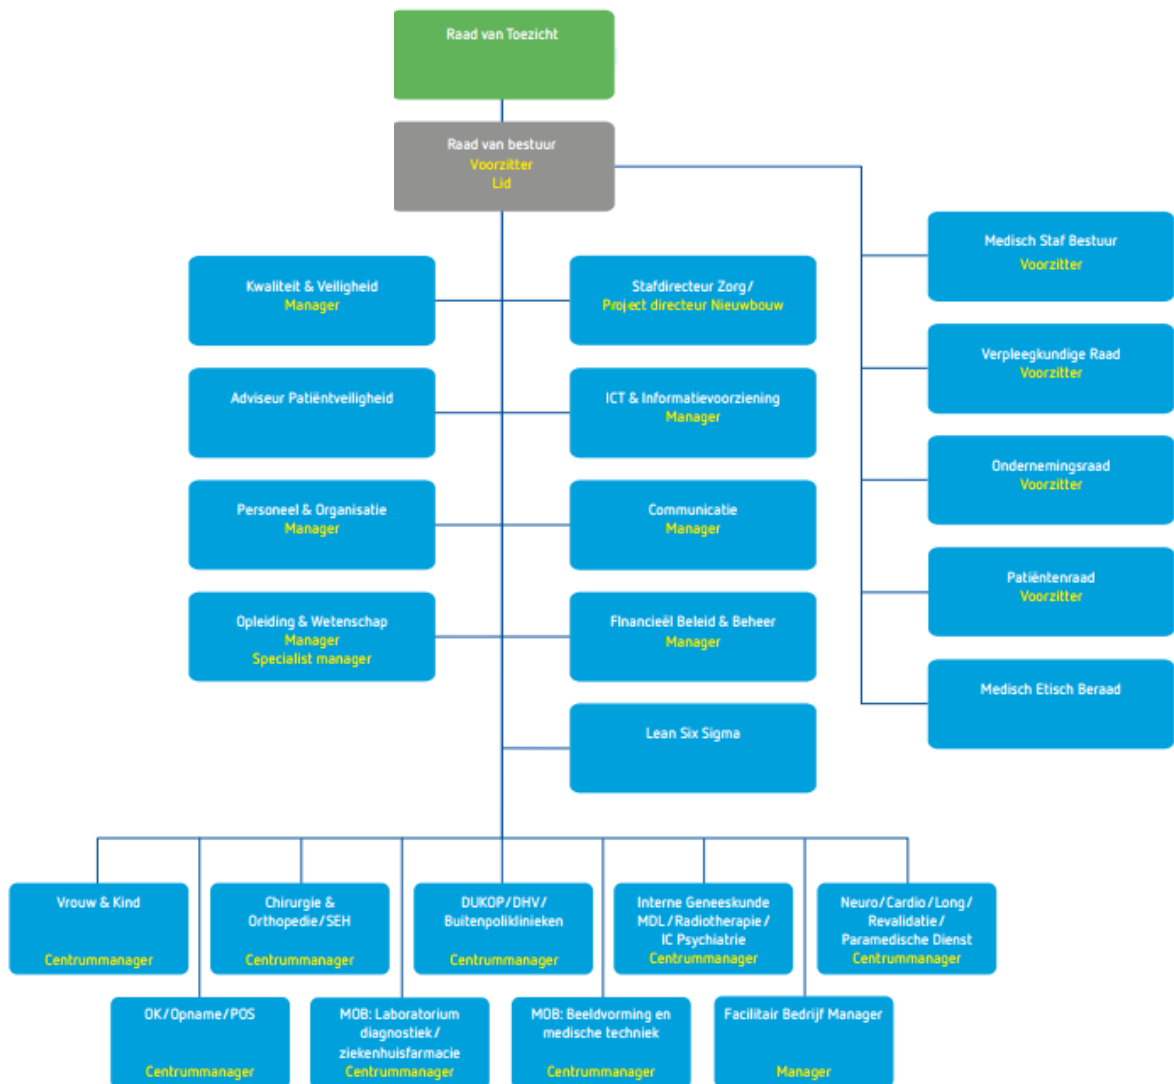 Raad van Toezicht
Raad van bestuur
Voorzitter
Lid
Medisch Staf Bestuur
Voorzitter
Kwaliteit & Veiligheid
Manager
Stafdirecteur Zorg/
Project directeur Nieuwbouw
Verpleegkundige Raad
Voorzitter
Adviseur Patiëntveiligheid
ICT & Informatievoorziening
Manager
Ondernemingsraad
Voorzitter
Personeel & Organisatie
Manager
Communicatie
Manager
Patiëntenraad
Voorzitter
Opleiding & Wetenschap
Manager
Specialist manager
FInancieël Beleid & Beheer
Manager
Medisch Etisch Beraad
Lean Six Sigma
Vrouw & Kind
Centrummanager
Chirurgie &
Orthopedie/SEH
Centrummanager
DUKOP/DHV/
Buitenpoliklinieken
Centrummanager
Interne Geneeskunde
MDL/Radiotherapie/
IC Psychiatrie
Centrummanager
Neuro/Cardio/Long/
Revalidatie/
Paramedische Dienst
Centrummanager
OK/Opname/POS
Centrummanager
MOB: Laboratorium
diagnostiek/
ziekenhuisfarmacie
Centrummanager
MOB: Beeldvorming en
medische techniek
Centrummanager
Facilitair Bedrijf Manager
Manager